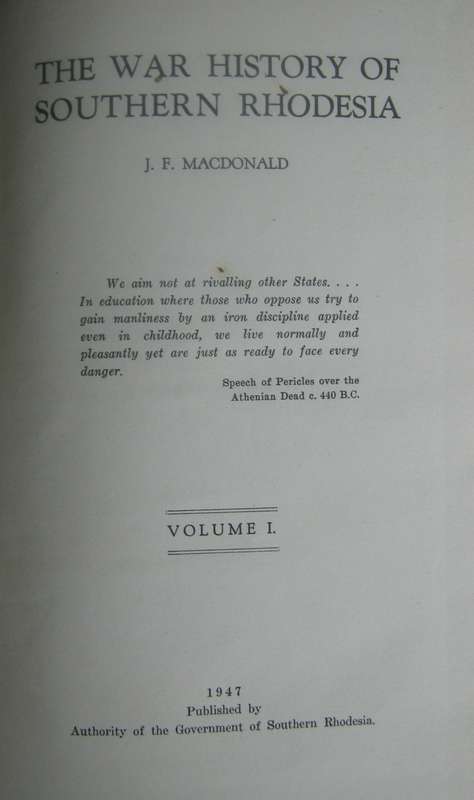 THE WAR HISTORY OF
SOUTHERN RHODESIA
J. F. MACDONALD
We aim not at rivalling other States. . . .
In education where those who oppose us try to
gain manliness by an iron discipline applied
even in childhood, we live normally and
pleasantly yet are just as ready to face every
danger.
Speech of Pericles over the
Athenian Dead c. 440 B.C.
VOLUME I.
1947
Published by
Authority of the Government of Southern Rhodesia.